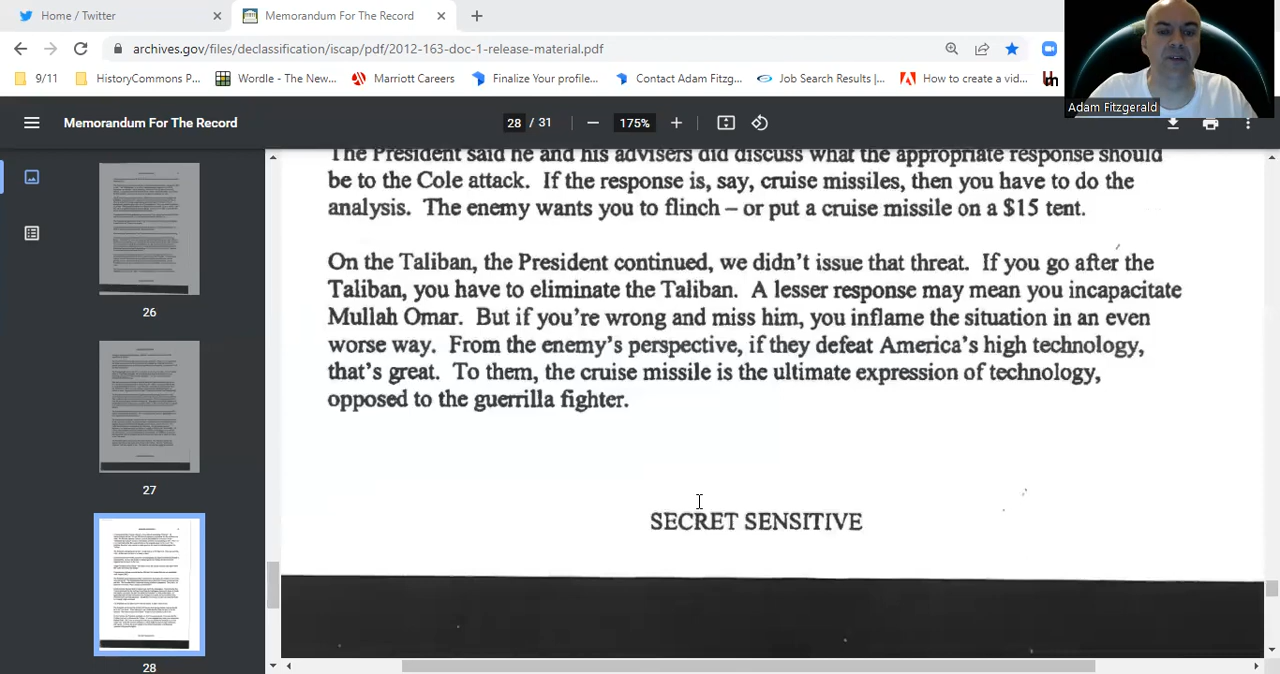 Home / Twitter
Memorandum For The Record
archives.gov/files/declassification/iscap/pdf/2012-163-doc-1-release-material.pdf
9/11
HistoryCommons P...
Wordle - The New...
Marriott Careers
Finalize Your profile...
Contact Adam Fitzg...
Job Search Results |...
How to create a vid...
Adam Fitzgerald
Memorandum For The Record
28 / 31
175%
The President said he and his advisers did discuss what the appropriate response should
be to the Cole attack. If the response is, say, cruise missiles, then you have to do the
analysis. The enemy wants you to flinch – or put a cruise missile on a $15 tent.
On the Taliban, the President continued, we didn't issue that threat. If you go after the
Taliban, you have to eliminate the Taliban. A lesser response may mean you incapacitate
Mullah Omar. But if you're wrong and miss him, you inflame the situation in an even
worse way. From the enemy's perspective, if they defeat America's high technology,
that's great. To them, the cruise missile is the ultimate expression of technology,
opposed to the guerrilla fighter.
SECRET SENSITIVE
26
27
28